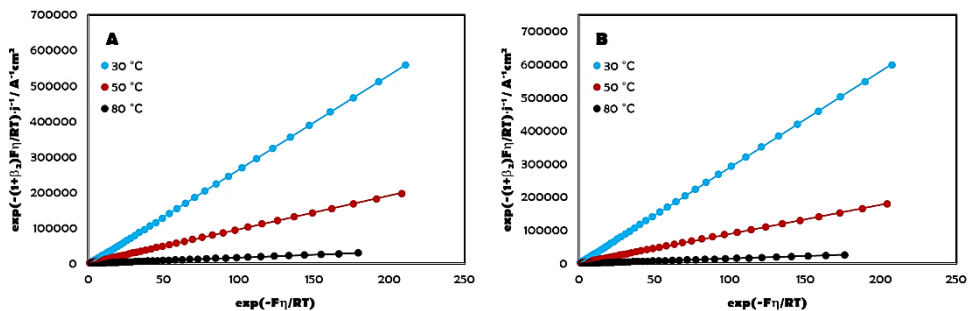 700000
600000
500000
400000
300000
200000
100000
0
A
30 °C
50 °C
80 °C
exp(-(1+β₂)Fη/RT)·j⁻¹/ A⁻¹cm²
0
50
100
150
200
250
exp(-Fη/RT)
700000
600000
500000
400000
300000
200000
100000
0
B
30 °C
50 °C
80 °C
exp(-(1+β₂)Fη/RT)·j⁻¹/ A⁻¹cm²
0
50
100
150
200
250
exp(-Fη/RT)